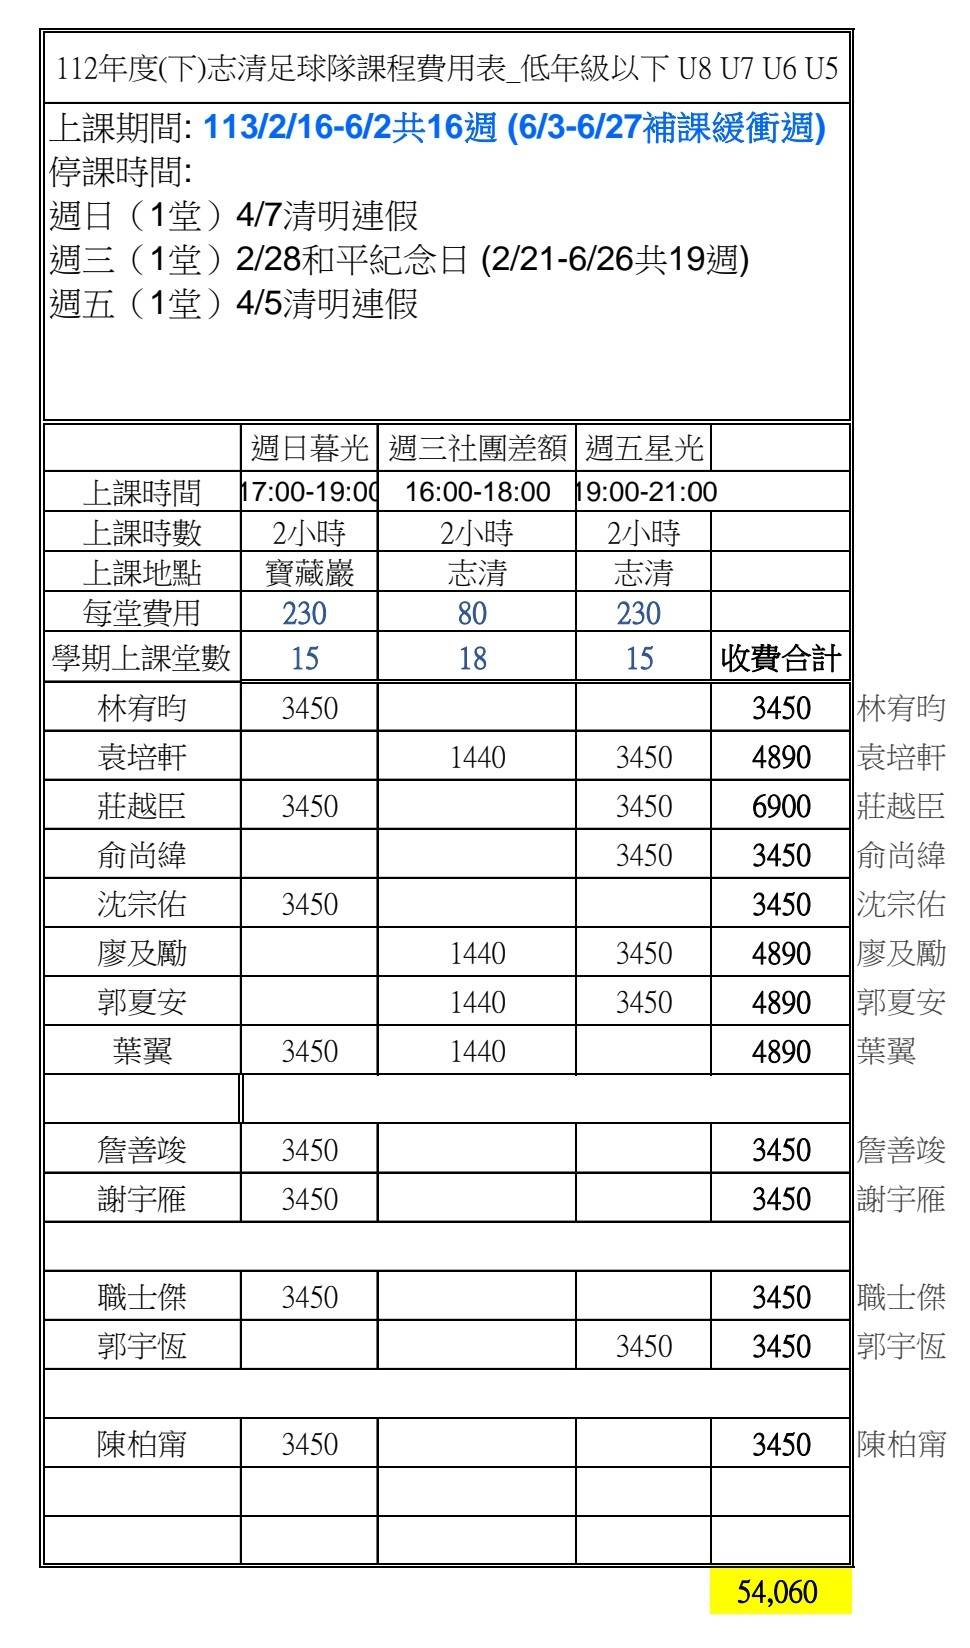 112年度(下)志清足球隊課程費用表_低年級以下 U8 U7 U6 U5
上課期間: 113/2/16-6/2共16週 (6/3-6/27補課緩衝週)
停課時間:
週日（1堂）4/7清明連假
週三（1堂）2/28和平紀念日 (2/21-6/26共19週)
週五（1堂）4/5清明連假
週日暮光 週三社團差額 週五星光
上課時間 17:00-19:00 16:00-18:00 19:00-21:00
上課時數 2小時 2小時 2小時
上課地點 寶藏巖 志清 志清
每堂費用 230 80 230
學期上課堂數 15 18 15 收費合計
林宥昀 3450 3450 林宥昀
袁培軒 1440 3450 4890 袁培軒
莊越臣 3450 3450 6900 莊越臣
俞尚緯 3450 3450 俞尚緯
沈宗佑 3450 3450 沈宗佑
廖及勵 1440 3450 4890 廖及勵
郭夏安 1440 3450 4890 郭夏安
葉翼 3450 1440 4890 葉翼
詹善竣 3450 3450 詹善竣
謝宇雁 3450 3450 謝宇雁
職士傑 3450 3450 職士傑
郭宇恆 3450 3450 郭宇恆
陳柏甯 3450 3450 陳柏甯
54,060